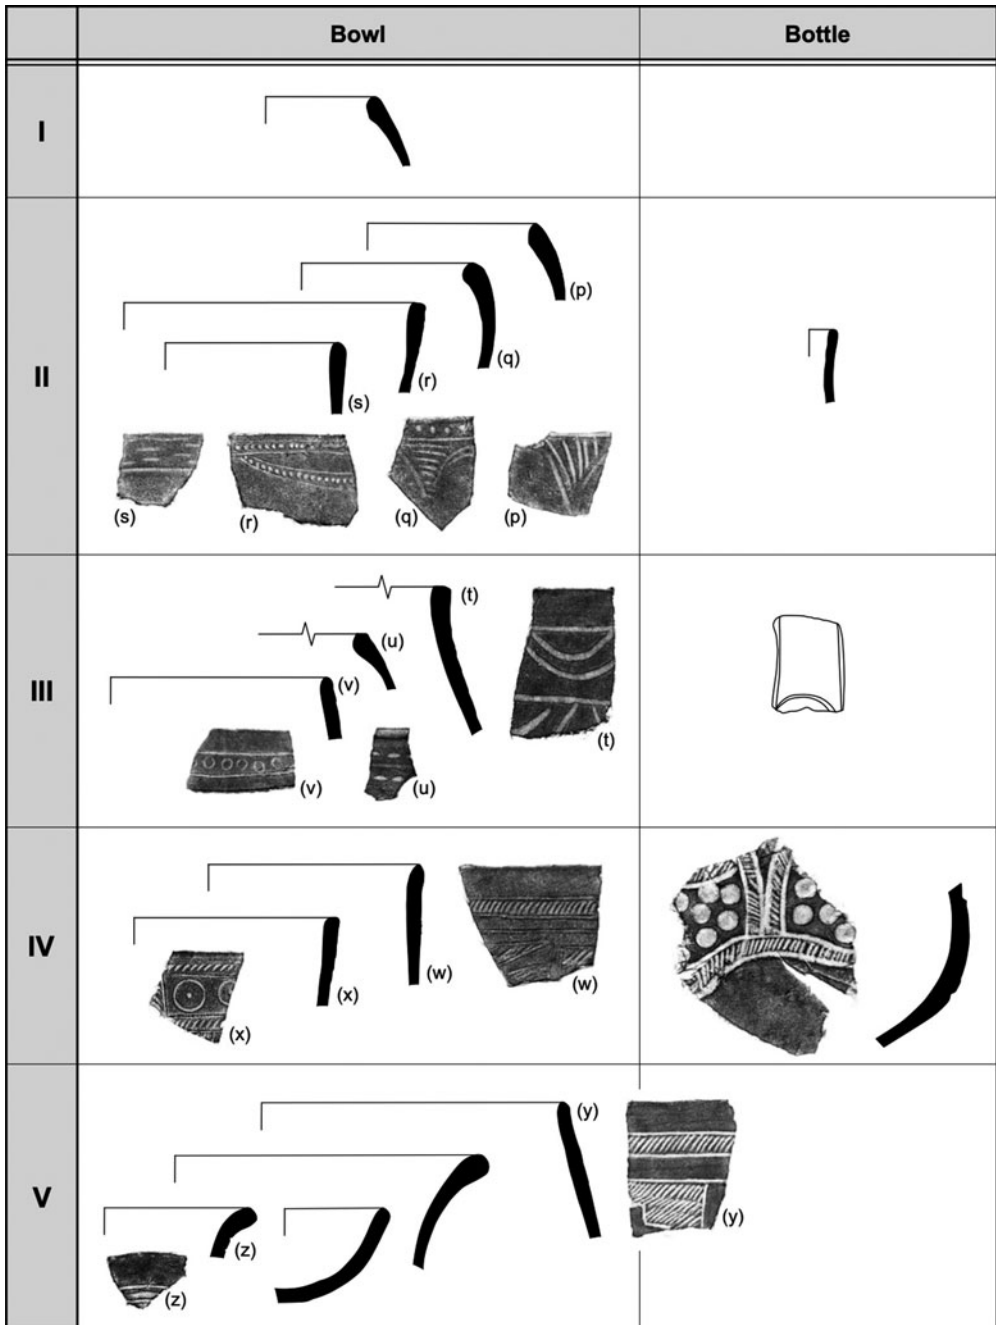 Bowl Bottle
I
(p)
(q)
(r)
II
(s)
(s) (r) (q) (p)
(t)
(u)
III
(v)
(v) (u) (t)
IV
(x) (w) (w)
(x)
(y)
V
(z) (y)
(z)